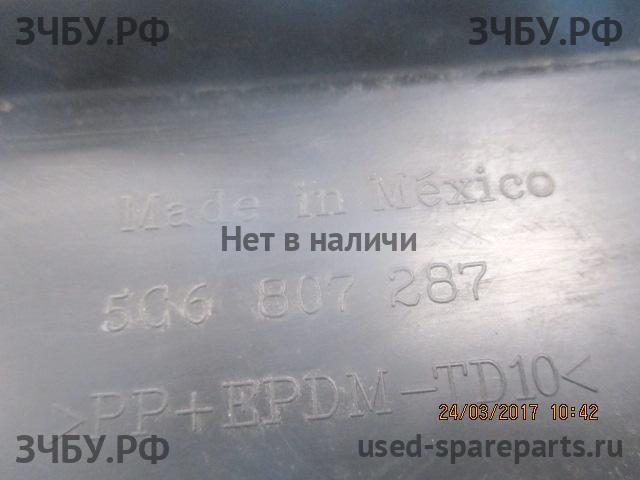 ЗЧБУ.РФ ЗЧБУ.РФ
Made in México
Нет в наличи
5C6 807 287
>PP+EPDM-TD10<
24/03/2017 10:42
ЗЧБУ.РФ used-spareparts.ru